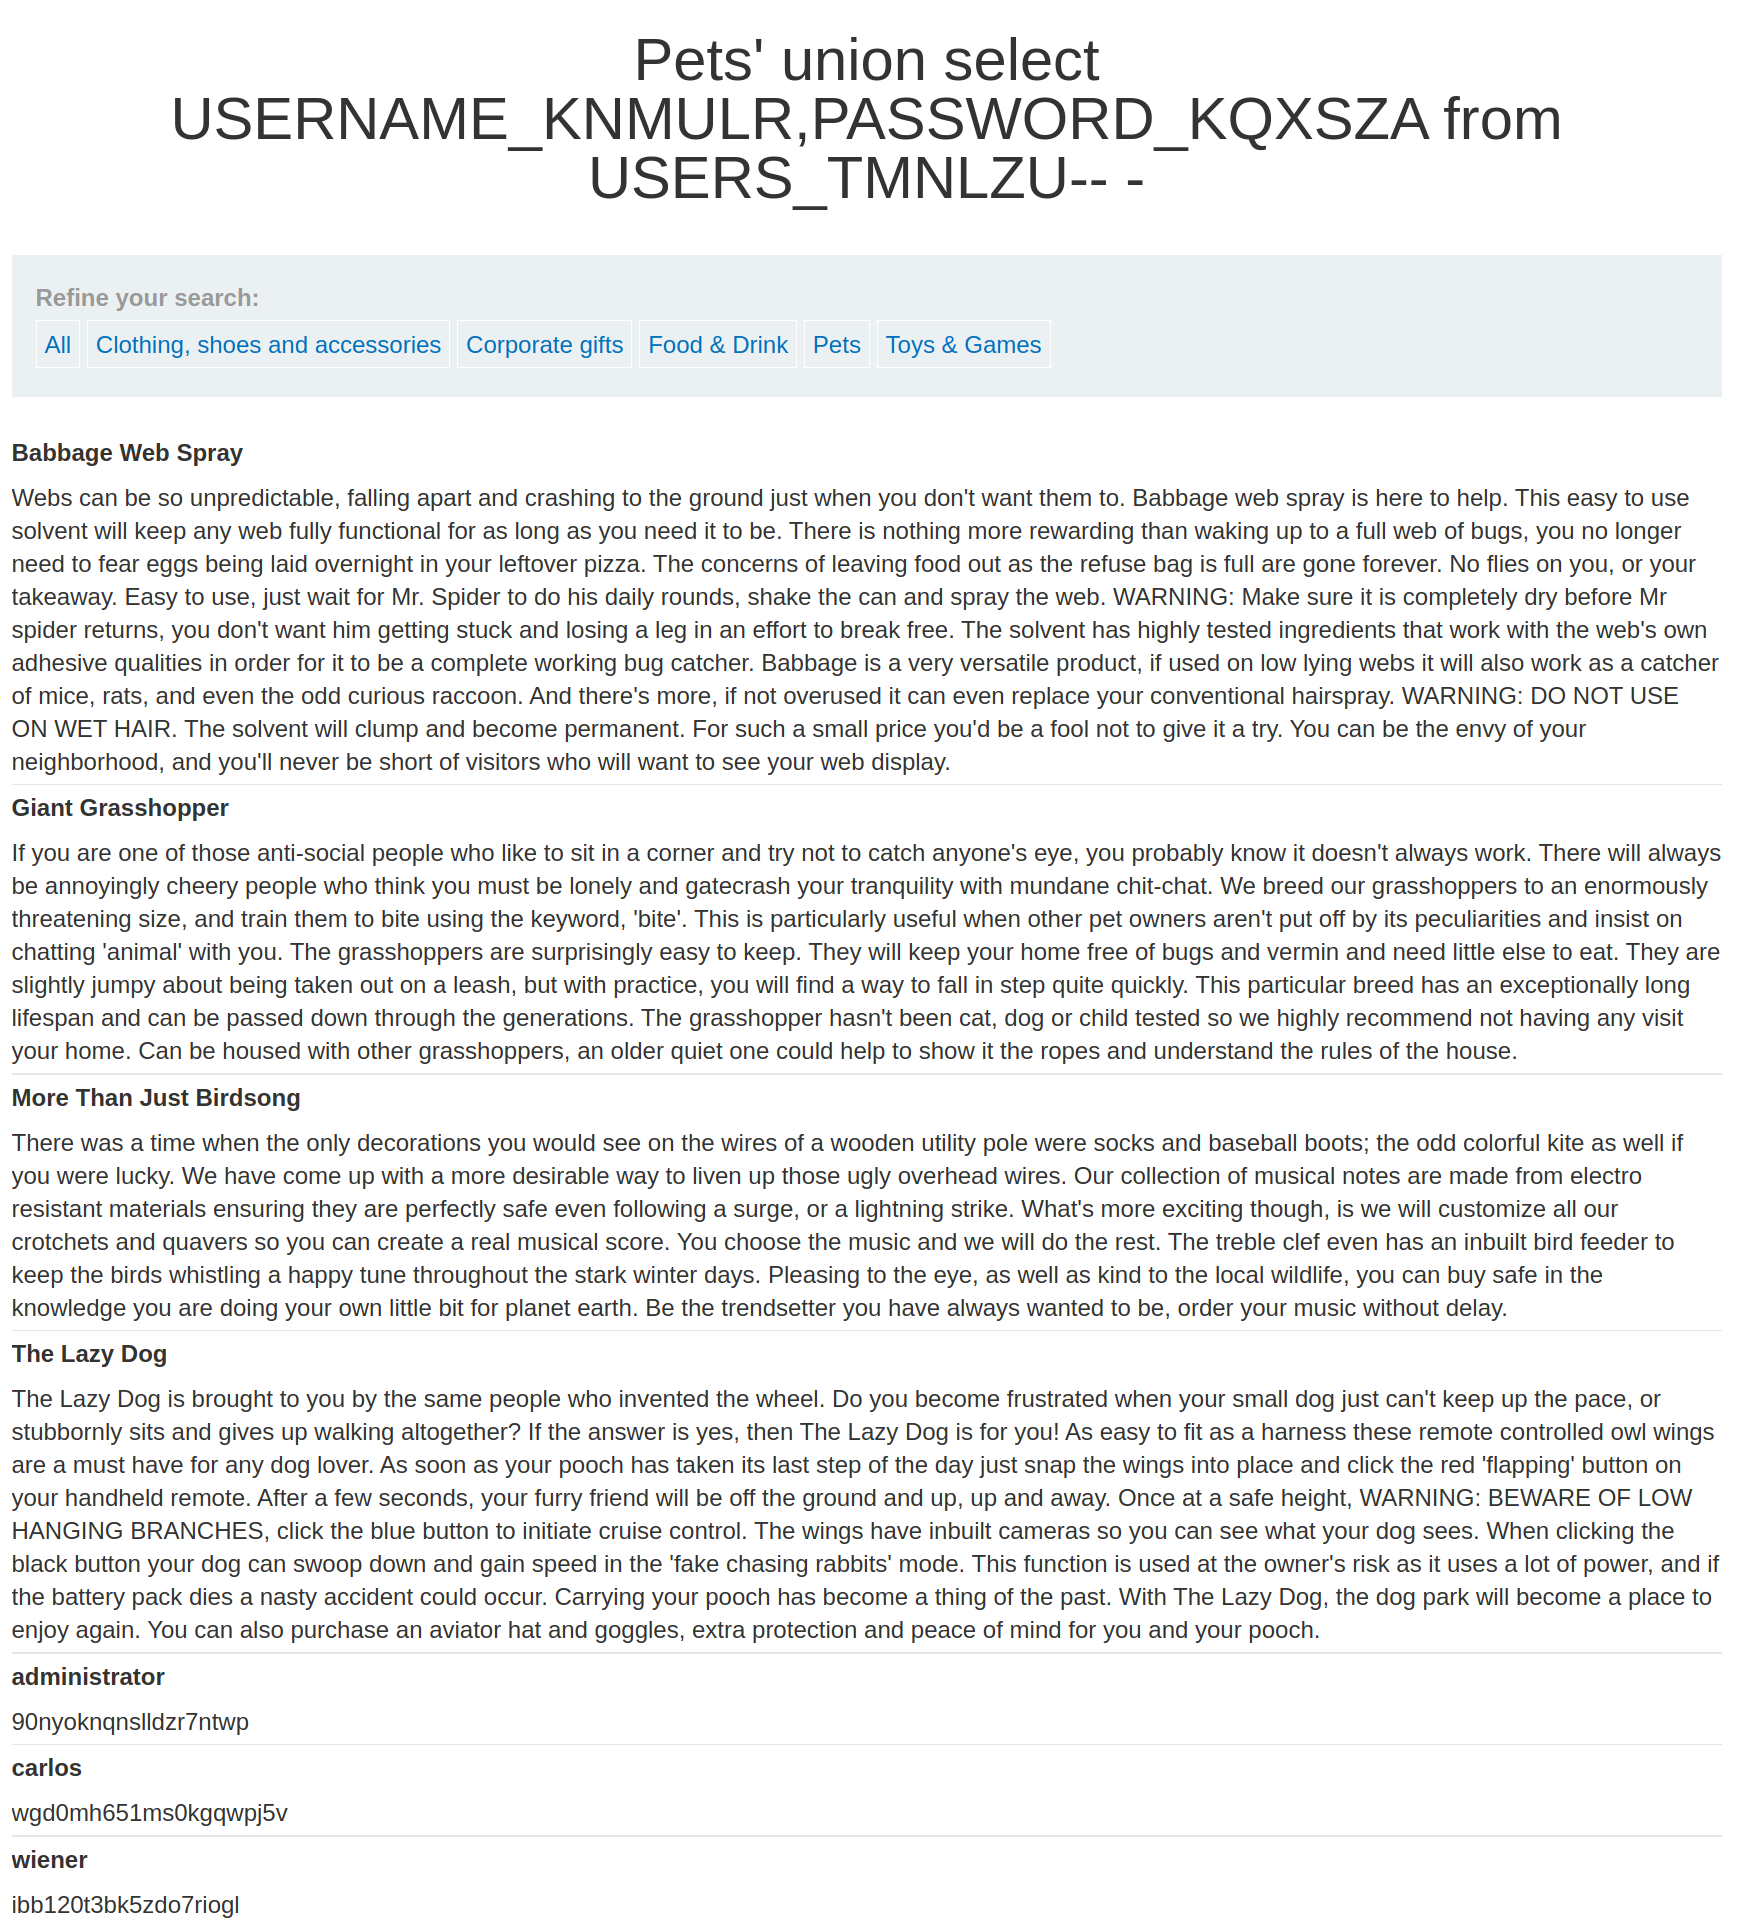 Pets' union select
USERNAME_KNMULR,PASSWORD_KQXSZA from
USERS_TMNLZU-- -
Refine your search:
All Clothing, shoes and accessories Corporate gifts Food & Drink Pets Toys & Games
Babbage Web Spray
Webs can be so unpredictable, falling apart and crashing to the ground just when you don't want them to. Babbage web spray is here to help. This easy to use
solvent will keep any web fully functional for as long as you need it to be. There is nothing more rewarding than waking up to a full web of bugs, you no longer
need to fear eggs being laid overnight in your leftover pizza. The concerns of leaving food out as the refuse bag is full are gone forever. No flies on you, or your
takeaway. Easy to use, just wait for Mr. Spider to do his daily rounds, shake the can and spray the web. WARNING: Make sure it is completely dry before Mr
spider returns, you don't want him getting stuck and losing a leg in an effort to break free. The solvent has highly tested ingredients that work with the web's own
adhesive qualities in order for it to be a complete working bug catcher. Babbage is a very versatile product, if used on low lying webs it will also work as a catcher
of mice, rats, and even the odd curious raccoon. And there's more, if not overused it can even replace your conventional hairspray. WARNING: DO NOT USE
ON WET HAIR. The solvent will clump and become permanent. For such a small price you'd be a fool not to give it a try. You can be the envy of your
neighborhood, and you'll never be short of visitors who will want to see your web display.
Giant Grasshopper
If you are one of those anti-social people who like to sit in a corner and try not to catch anyone's eye, you probably know it doesn't always work. There will always
be annoyingly cheery people who think you must be lonely and gatecrash your tranquility with mundane chit-chat. We breed our grasshoppers to an enormously
threatening size, and train them to bite using the keyword, 'bite'. This is particularly useful when other pet owners aren't put off by its peculiarities and insist on
chatting 'animal' with you. The grasshoppers are surprisingly easy to keep. They will keep your home free of bugs and vermin and need little else to eat. They are
slightly jumpy about being taken out on a leash, but with practice, you will find a way to fall in step quite quickly. This particular breed has an exceptionally long
lifespan and can be passed down through the generations. The grasshopper hasn't been cat, dog or child tested so we highly recommend not having any visit
your home. Can be housed with other grasshoppers, an older quiet one could help to show it the ropes and understand the rules of the house.
More Than Just Birdsong
There was a time when the only decorations you would see on the wires of a wooden utility pole were socks and baseball boots; the odd colorful kite as well if
you were lucky. We have come up with a more desirable way to liven up those ugly overhead wires. Our collection of musical notes are made from electro
resistant materials ensuring they are perfectly safe even following a surge, or a lightning strike. What's more exciting though, is we will customize all our
crotchets and quavers so you can create a real musical score. You choose the music and we will do the rest. The treble clef even has an inbuilt bird feeder to
keep the birds whistling a happy tune throughout the stark winter days. Pleasing to the eye, as well as kind to the local wildlife, you can buy safe in the
knowledge you are doing your own little bit for planet earth. Be the trendsetter you have always wanted to be, order your music without delay.
The Lazy Dog
The Lazy Dog is brought to you by the same people who invented the wheel. Do you become frustrated when your small dog just can't keep up the pace, or
stubbornly sits and gives up walking altogether? If the answer is yes, then The Lazy Dog is for you! As easy to fit as a harness these remote controlled owl wings
are a must have for any dog lover. As soon as your pooch has taken its last step of the day just snap the wings into place and click the red 'flapping' button on
your handheld remote. After a few seconds, your furry friend will be off the ground and up, up and away. Once at a safe height, WARNING: BEWARE OF LOW
HANGING BRANCHES, click the blue button to initiate cruise control. The wings have inbuilt cameras so you can see what your dog sees. When clicking the
black button your dog can swoop down and gain speed in the 'fake chasing rabbits' mode. This function is used at the owner's risk as it uses a lot of power, and if
the battery pack dies a nasty accident could occur. Carrying your pooch has become a thing of the past. With The Lazy Dog, the dog park will become a place to
enjoy again. You can also purchase an aviator hat and goggles, extra protection and peace of mind for you and your pooch.
administrator
90nyoknqnslldzr7ntwp
carlos
wgd0mh651ms0kgqwpj5v
wiener
ibb120t3bk5zdo7riogl